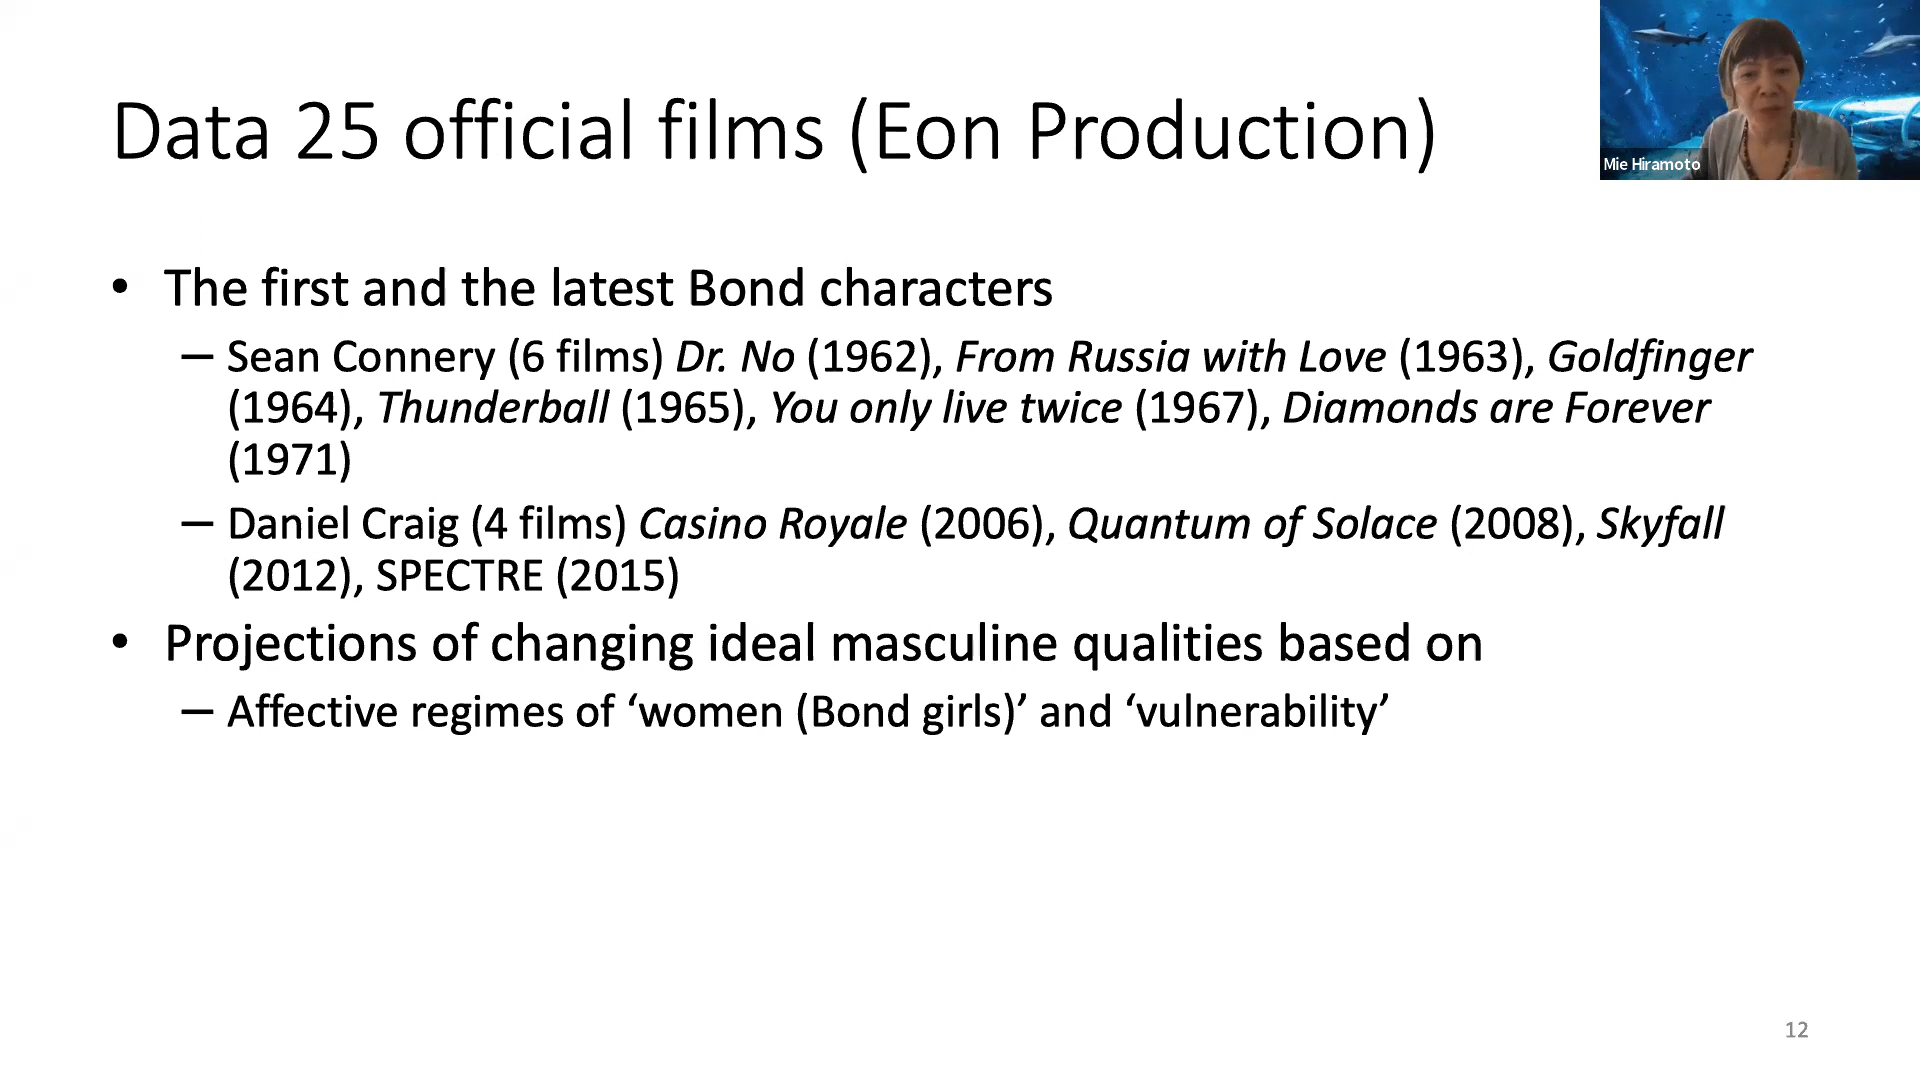 Data 25 official films (Eon Production)
Mie Hiramoto
• The first and the latest Bond characters
– Sean Connery (6 films) Dr. No (1962), From Russia with Love (1963), Goldfinger
(1964), Thunderball (1965), You only live twice (1967), Diamonds are Forever
(1971)
– Daniel Craig (4 films) Casino Royale (2006), Quantum of Solace (2008), Skyfall
(2012), SPECTRE (2015)
• Projections of changing ideal masculine qualities based on
– Affective regimes of ‘women (Bond girls)’ and ‘vulnerability’
12